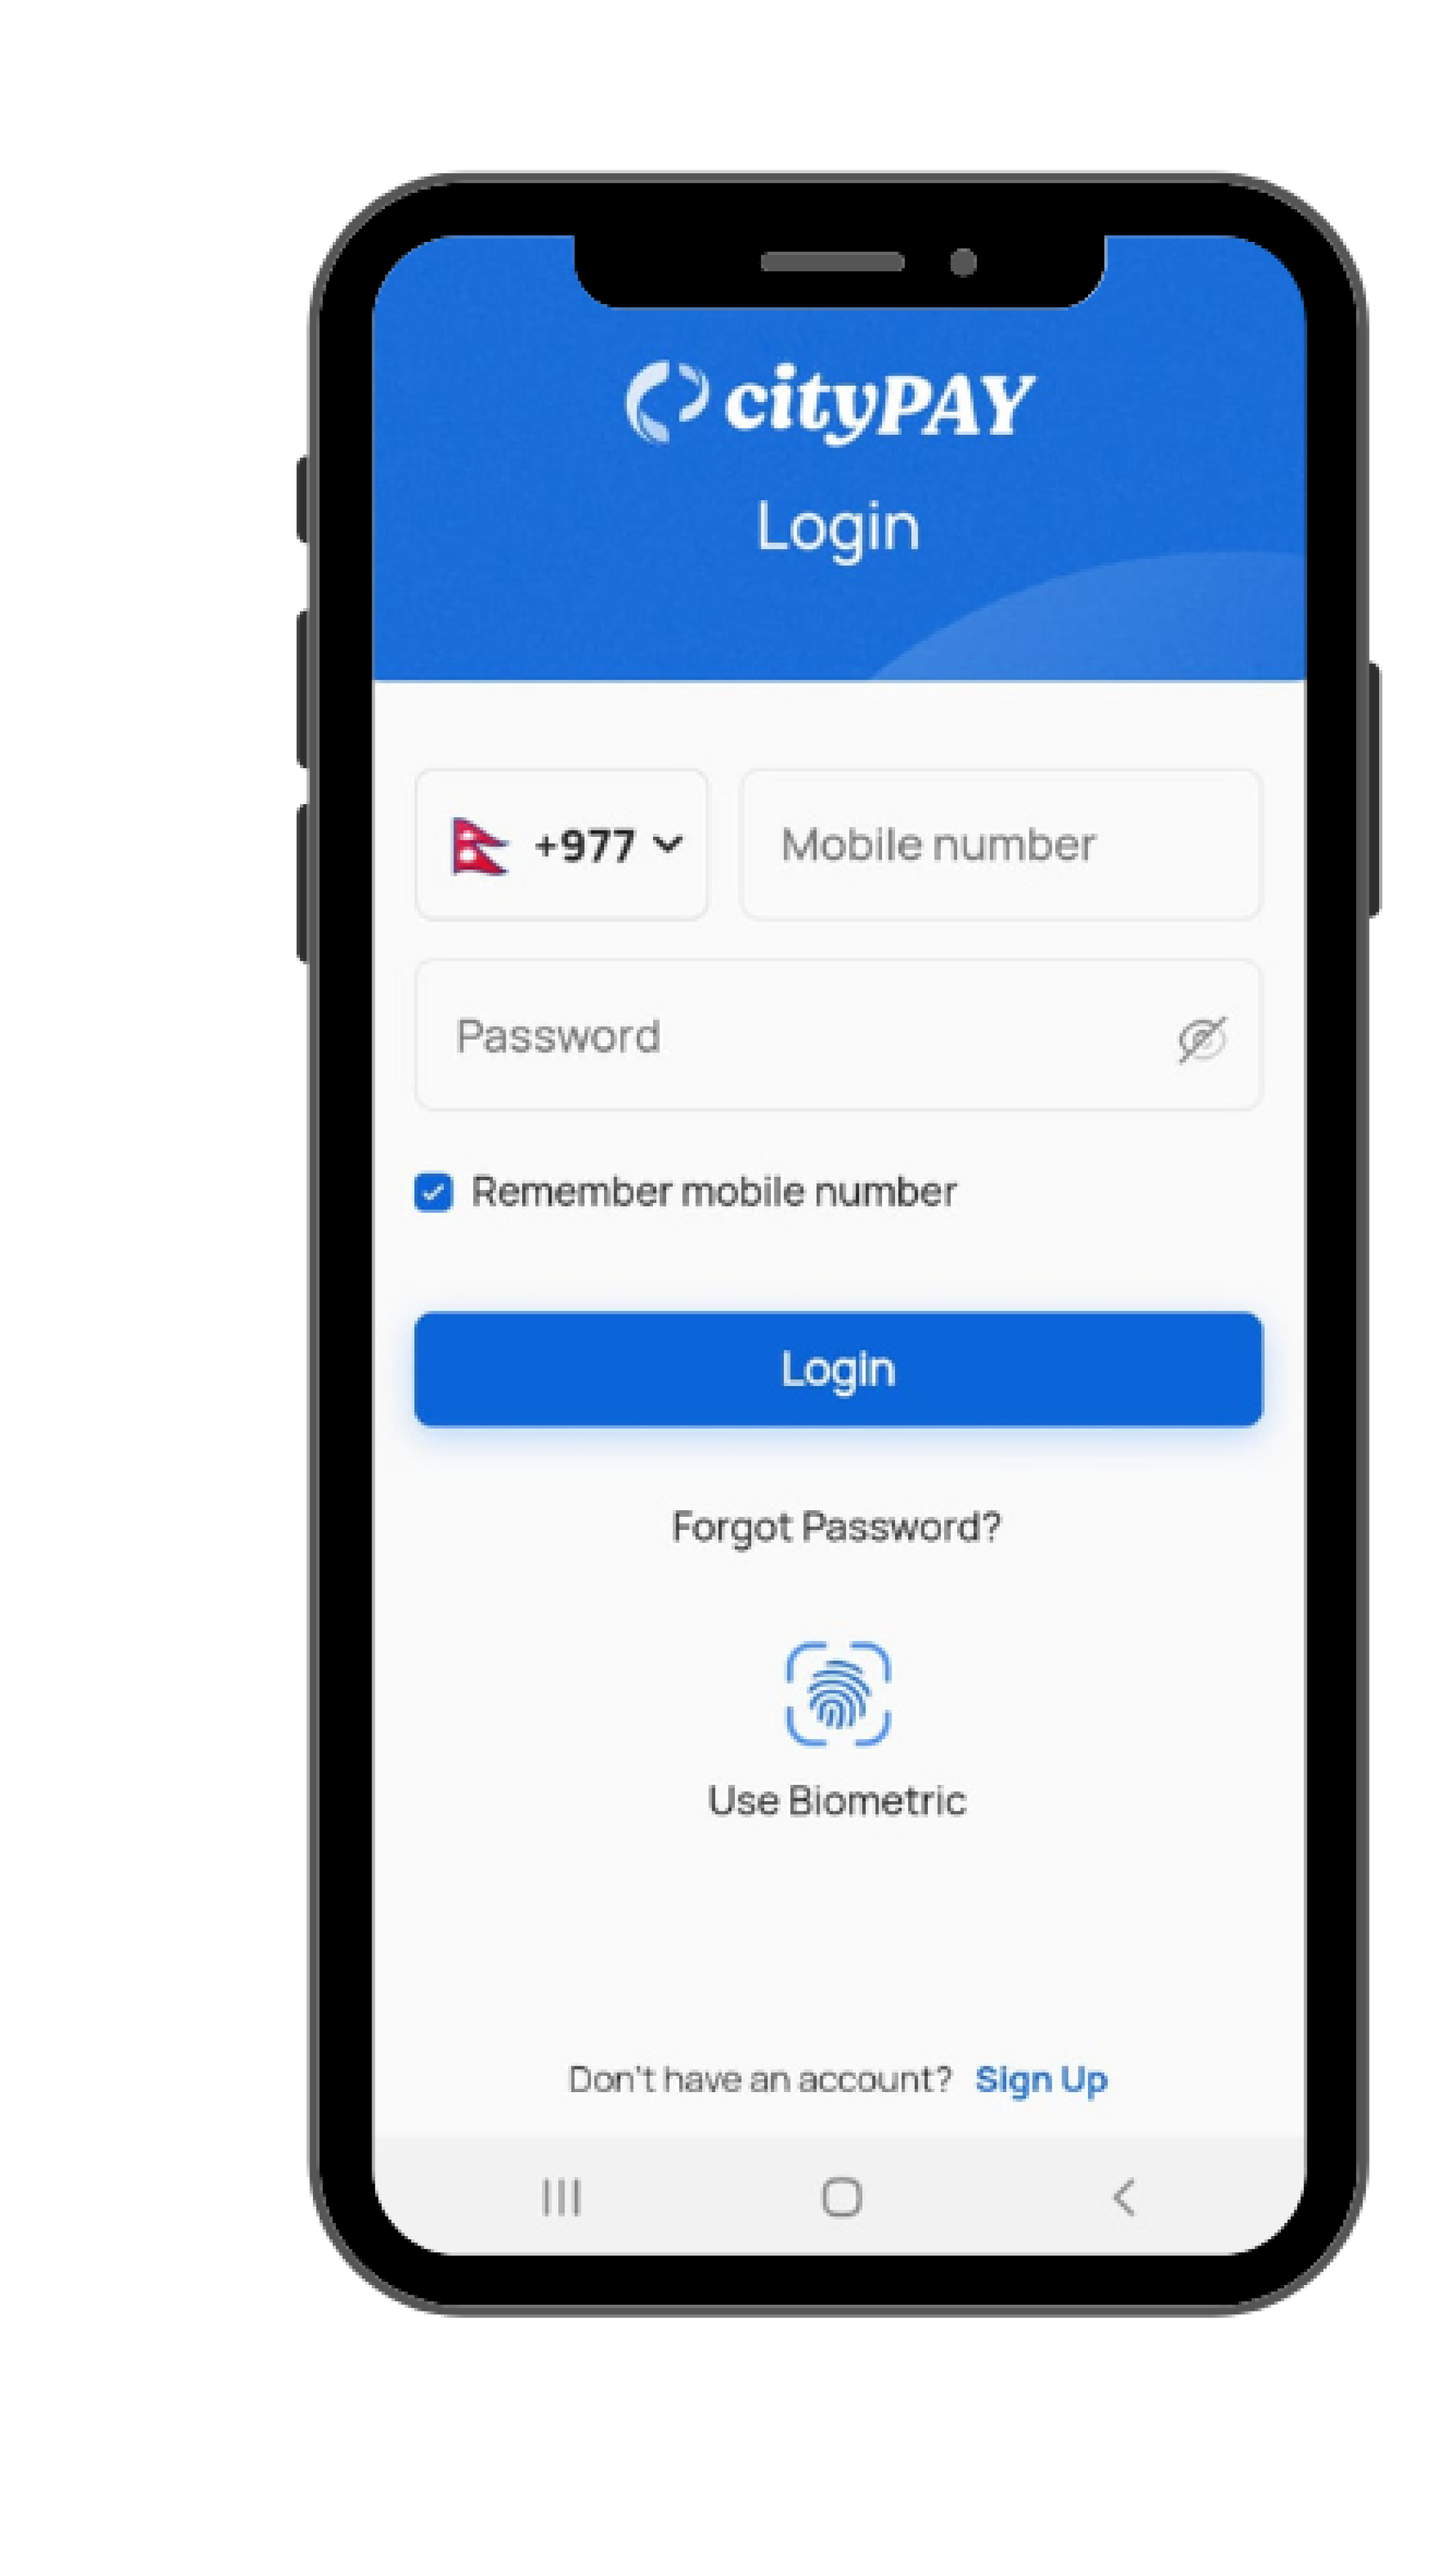 cityPAY
Login
+977
Mobile number
Password
Remember mobile number
Login
Forgot Password?
Use Biometric
Don't have an account? Sign Up